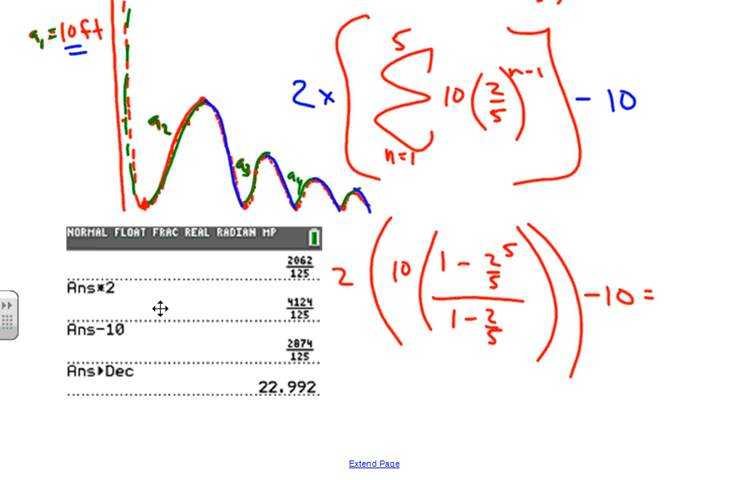 a₁ = 10ft
a₂
a₃
a₄
2 × [ 5 Σ n=1 10(2/5)^n-1 ] - 10
NORMAL FLOAT FRAC REAL RADIAN MP
2062/125
Ans*2
4124/125
Ans-10
2874/125
Ans▸Dec
22.992
2(10(1 - 2/5^5 / 1 - 2/5)) - 10 =
Extend Page